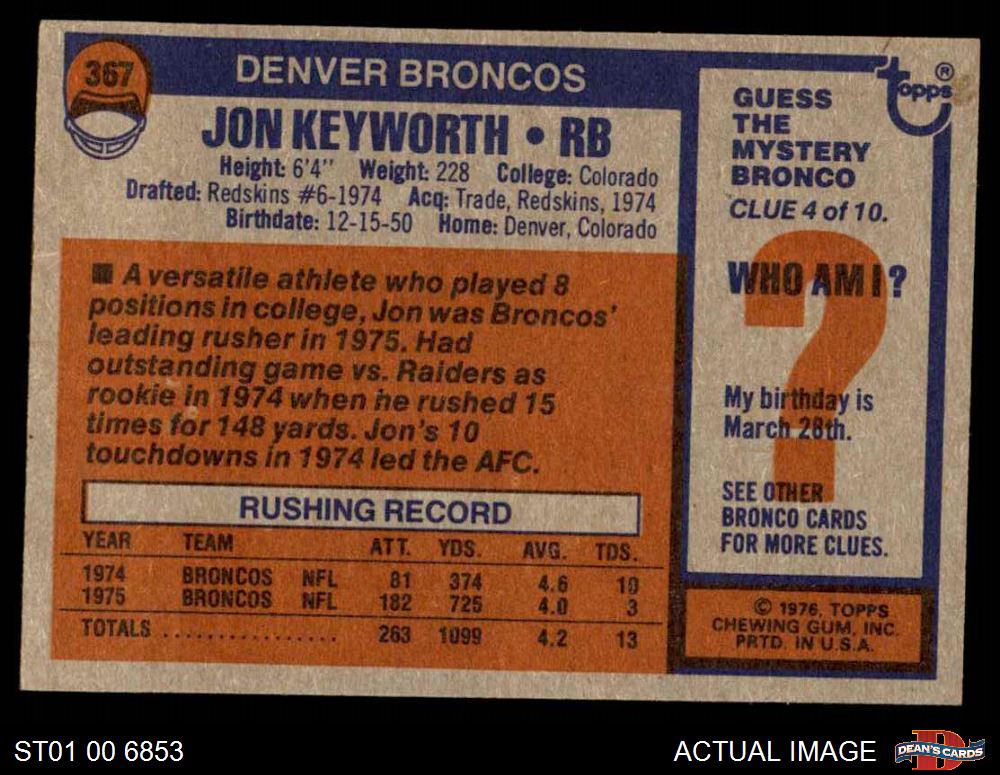 367
DENVER BRONCOS
JON KEYWORTH • RB
Height: 6'4" Weight: 228 College: Colorado
Drafted: Redskins #6-1974 Acq: Trade, Redskins, 1974
Birthdate: 12-15-50 Home: Denver, Colorado
■ A versatile athlete who played 8
positions in college, Jon was Broncos'
leading rusher in 1975. Had
outstanding game vs. Raiders as
rookie in 1974 when he rushed 15
times for 148 yards. Jon's 10
touchdowns in 1974 led the AFC.
RUSHING RECORD
YEAR TEAM ATT. YDS. AVG. TDS.
1974 BRONCOS NFL 81 374 4.6 10
1975 BRONCOS NFL 182 725 4.0 3
TOTALS ................ 263 1099 4.2 13
topps®
GUESS
THE
MYSTERY
BRONCO
CLUE 4 of 10.
?
WHO AM I?
My birthday is
March 28th.
SEE OTHER
BRONCO CARDS
FOR MORE CLUES.
© 1976, TOPPS
CHEWING GUM, INC.
PRTD. IN U.S.A.
ST01 00 6853
ACTUAL IMAGE
D
DEAN'S CARDS